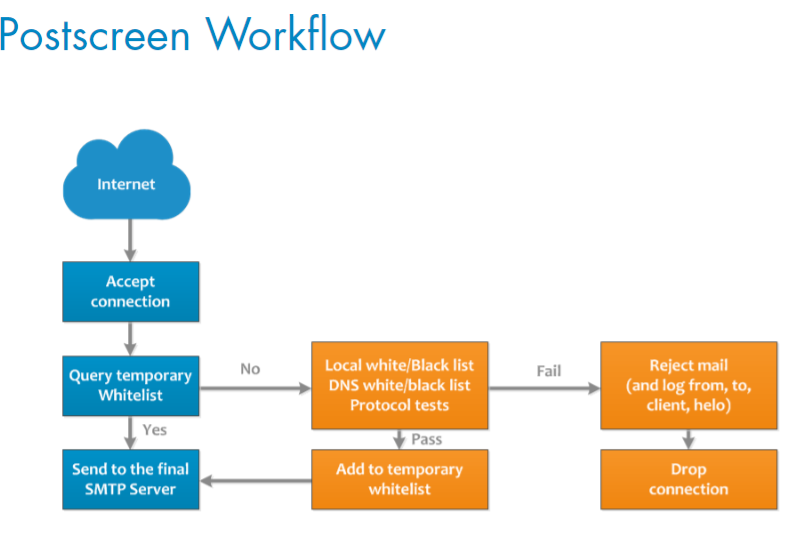 Postscreen Workflow
Internet
Accept
connection
Query temporary
Whitelist
No
Local white/Black list
DNS white/black list
Protocol tests
Fail
Reject mail
(and log from, to,
client, helo)
Yes
Pass
Send to the final
SMTP Server
Add to temporary
whitelist
Drop
connection